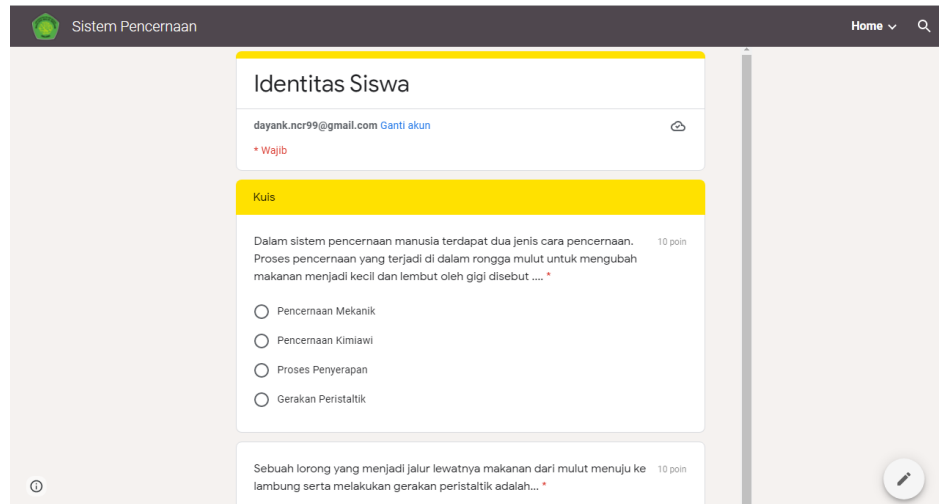 Sistem Pencernaan
Home
Identitas Siswa
dayank.ncr99@gmail.com Ganti akun
* Wajib
Kuis
Dalam sistem pencernaan manusia terdapat dua jenis cara pencernaan. 10 poin
Proses pencernaan yang terjadi di dalam rongga mulut untuk mengubah
makanan menjadi kecil dan lembut oleh gigi disebut .... *
Pencernaan Mekanik
Pencernaan Kimiawi
Proses Penyerapan
Gerakan Peristaltik
Sebuah lorong yang menjadi jalur lewatnya makanan dari mulut menuju ke 10 poin
lambung serta melakukan gerakan peristaltik adalah... *